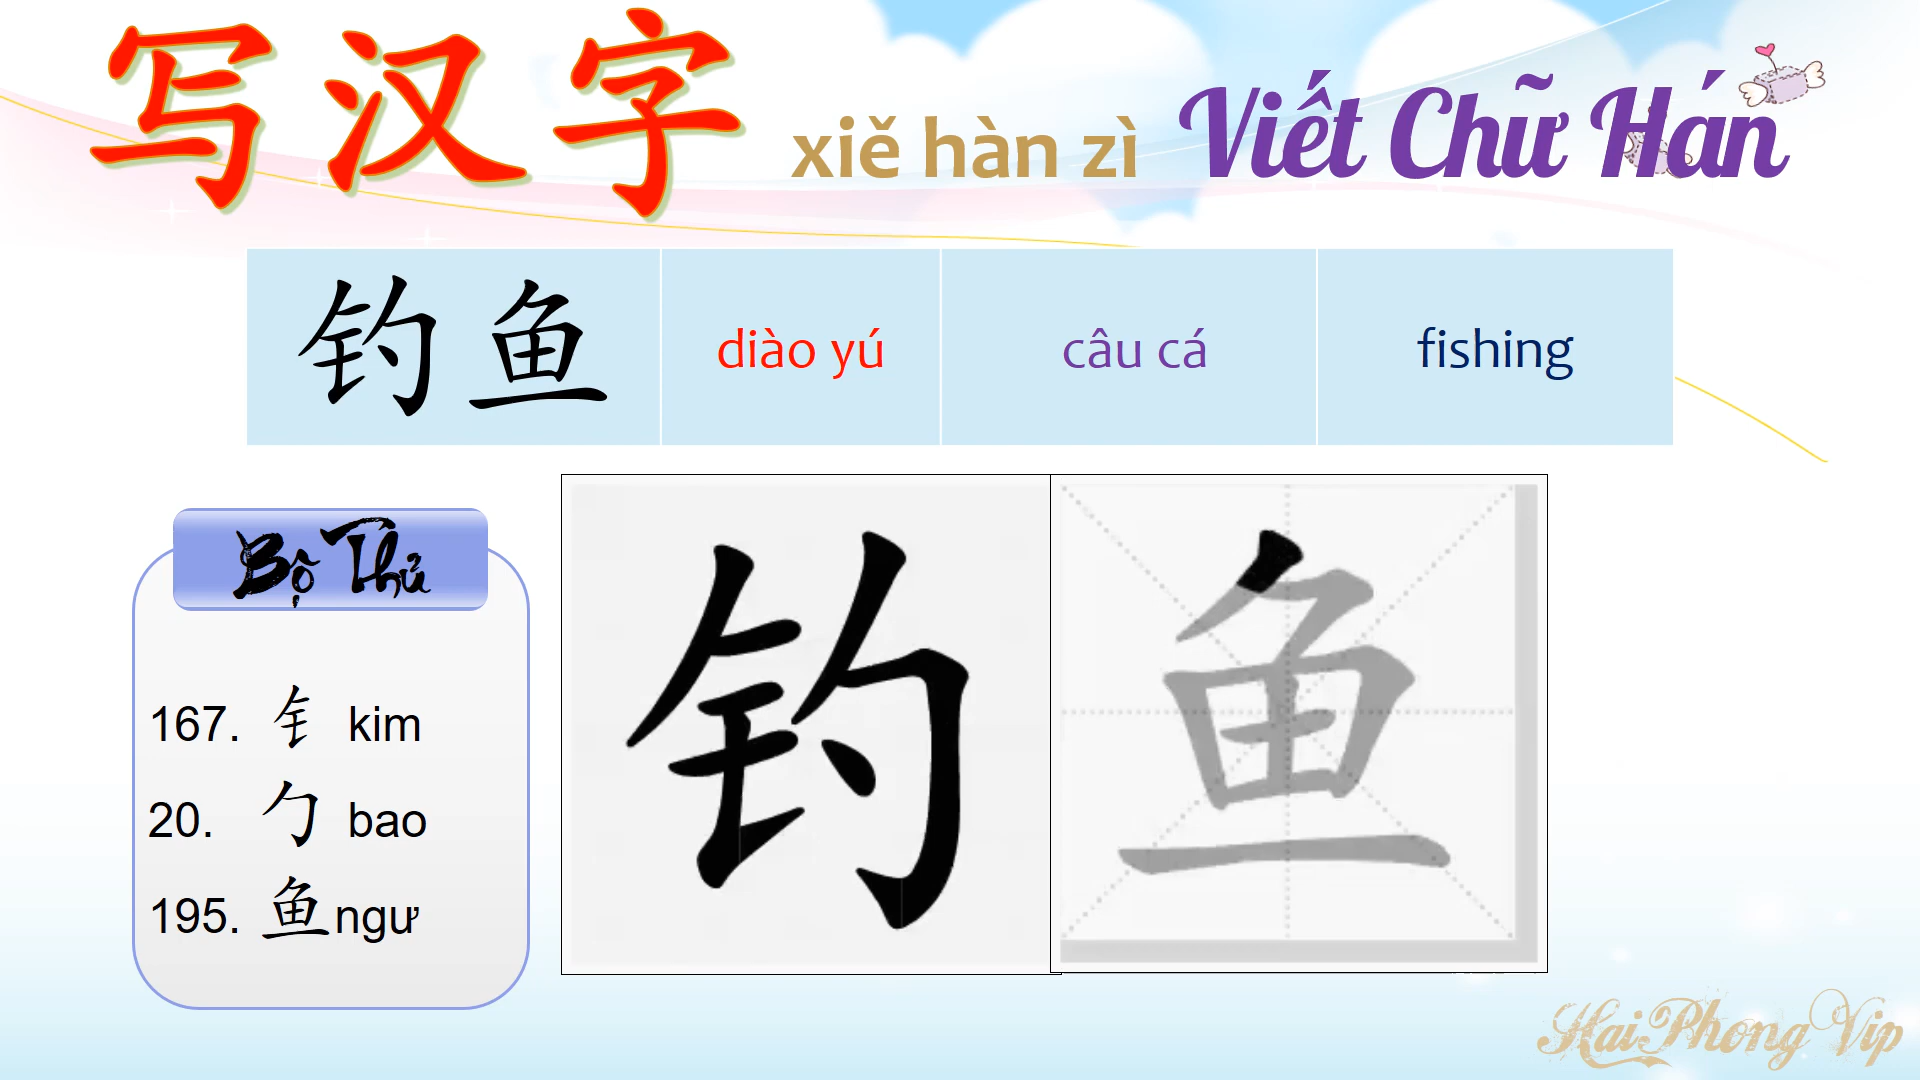 写汉字 xiě hàn zì Viết Chữ Hán
钓鱼 diào yú câu cá fishing
Bộ Thủ
167. 钅 kim
20. 勹 bao
195. 鱼 ngư
钓鱼
HaiPhongVip